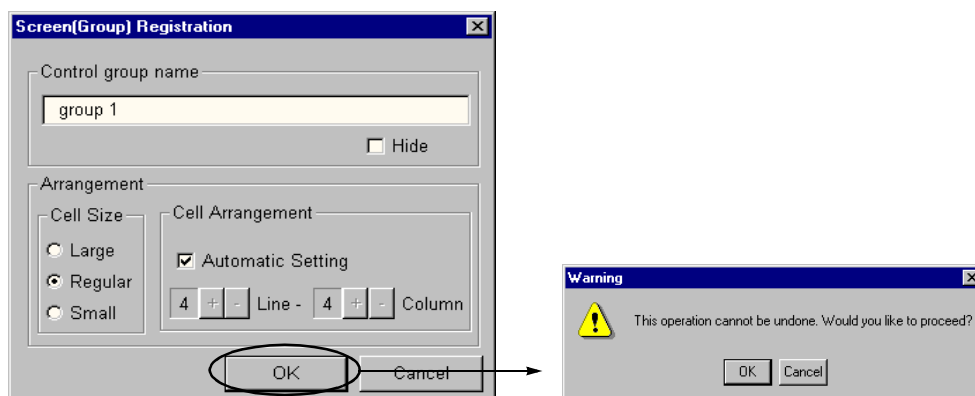 Screen(Group) Registration
Control group name
group 1
Hide
Arrangement
Cell Size
Large
Regular
Small
Cell Arrangement
Automatic Setting
4 + - Line - 4 + - Column
OK Cancel
Warning
This operation cannot be undone. Would you like to proceed?
OK Cancel